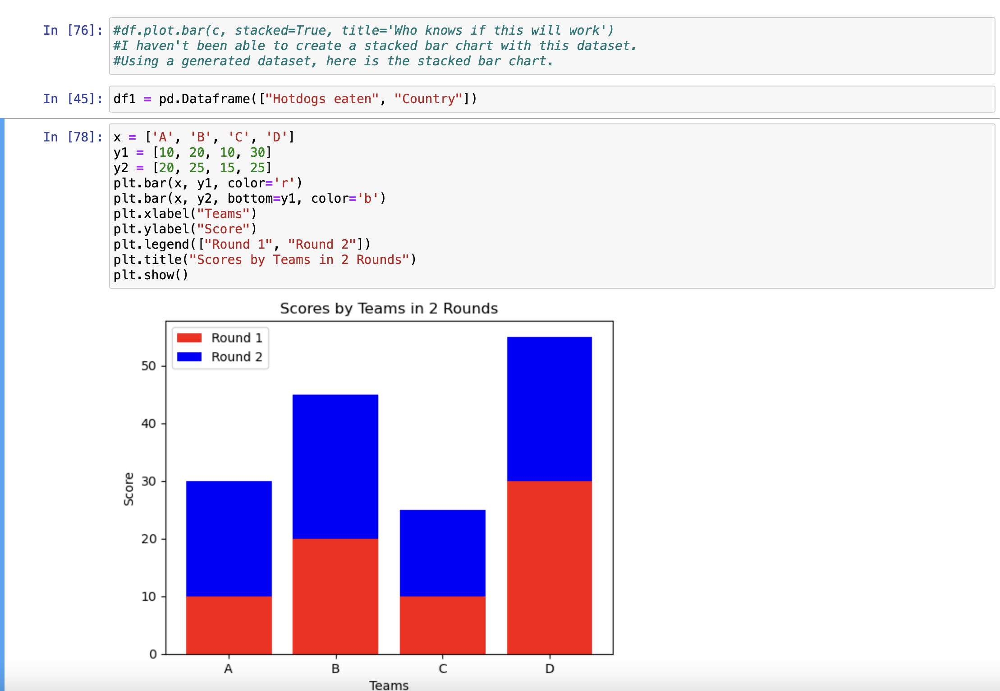 In [76]:
#df.plot.bar(c, stacked=True, title='Who knows if this will work')
#I haven't been able to create a stacked bar chart with this dataset.
#Using a generated dataset, here is the stacked bar chart.
In [45]:
df1 = pd.Dataframe(["Hotdogs eaten", "Country"])
In [78]:
x = ['A', 'B', 'C', 'D']
y1 = [10, 20, 10, 30]
y2 = [20, 25, 15, 25]
plt.bar(x, y1, color='r')
plt.bar(x, y2, bottom=y1, color='b')
plt.xlabel("Teams")
plt.ylabel("Score")
plt.legend(["Round 1", "Round 2"])
plt.title("Scores by Teams in 2 Rounds")
plt.show()
Scores by Teams in 2 Rounds
Round 1
Round 2
50
40
30
20
10
0
Score
A B C D
Teams